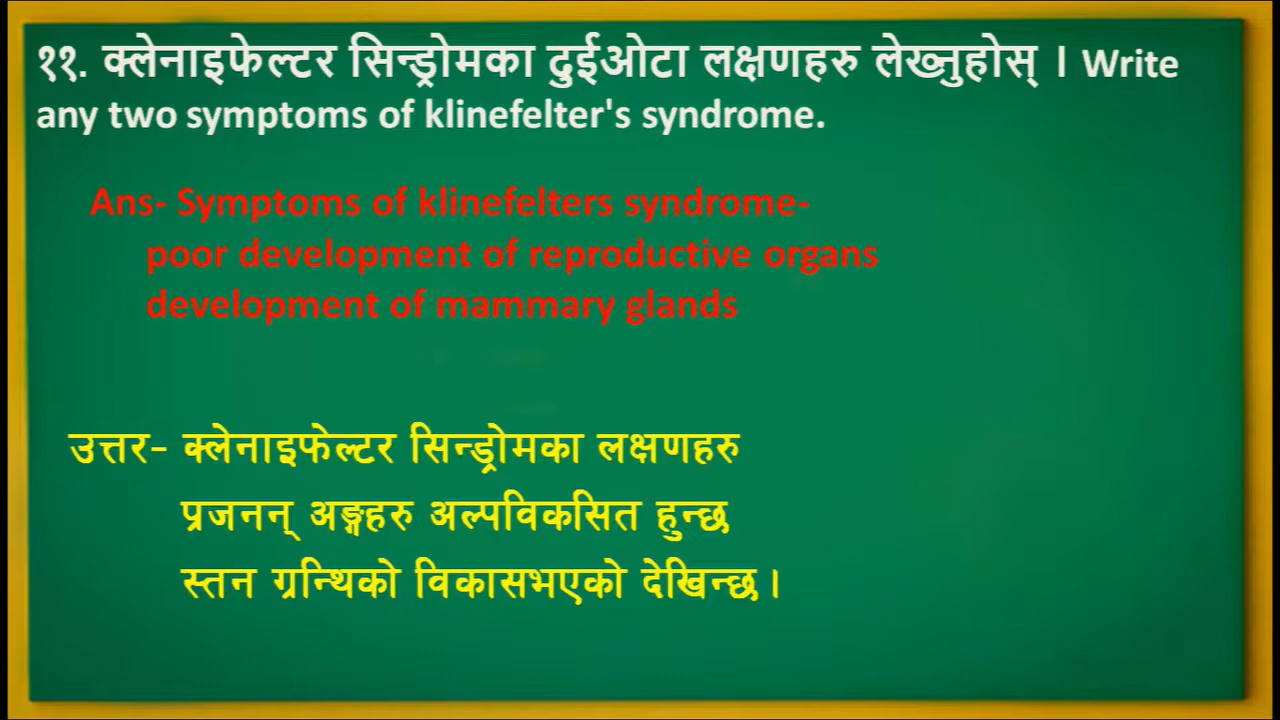 ११. क्लेनाइफेल्टर सिन्ड्रोमका दुईओटा लक्षणहरु लेख्नुहोस् । Write
any two symptoms of klinefelter's syndrome.
Ans- Symptoms of klinefelters syndrome-
poor development of reproductive organs
development of mammary glands
उत्तर- क्लेनाइफेल्टर सिन्ड्रोमका लक्षणहरु
प्रजनन् अङ्गहरु अल्पविकसित हुन्छ
स्तन ग्रन्थिको विकासभएको देखिन्छ ।